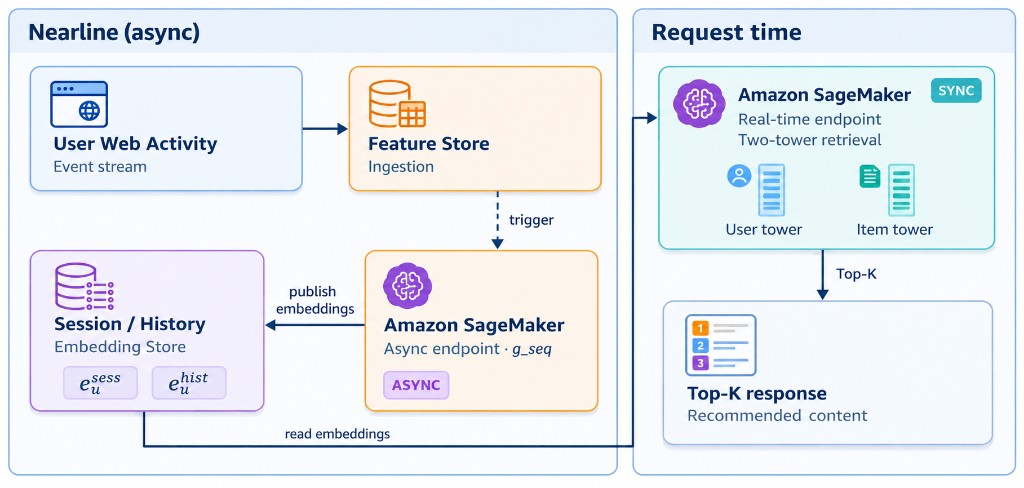 Nearline (async)
User Web Activity
Event stream
Feature Store
Ingestion
trigger
Session / History
Embedding Store
e_u^sess
e_u^hist
publish
embeddings
Amazon SageMaker
Async endpoint · g_seq
ASYNC
read embeddings
Request time
Amazon SageMaker
SYNC
Real-time endpoint
Two-tower retrieval
User tower
Item tower
Top-K
1
2
3
Top-K response
Recommended content